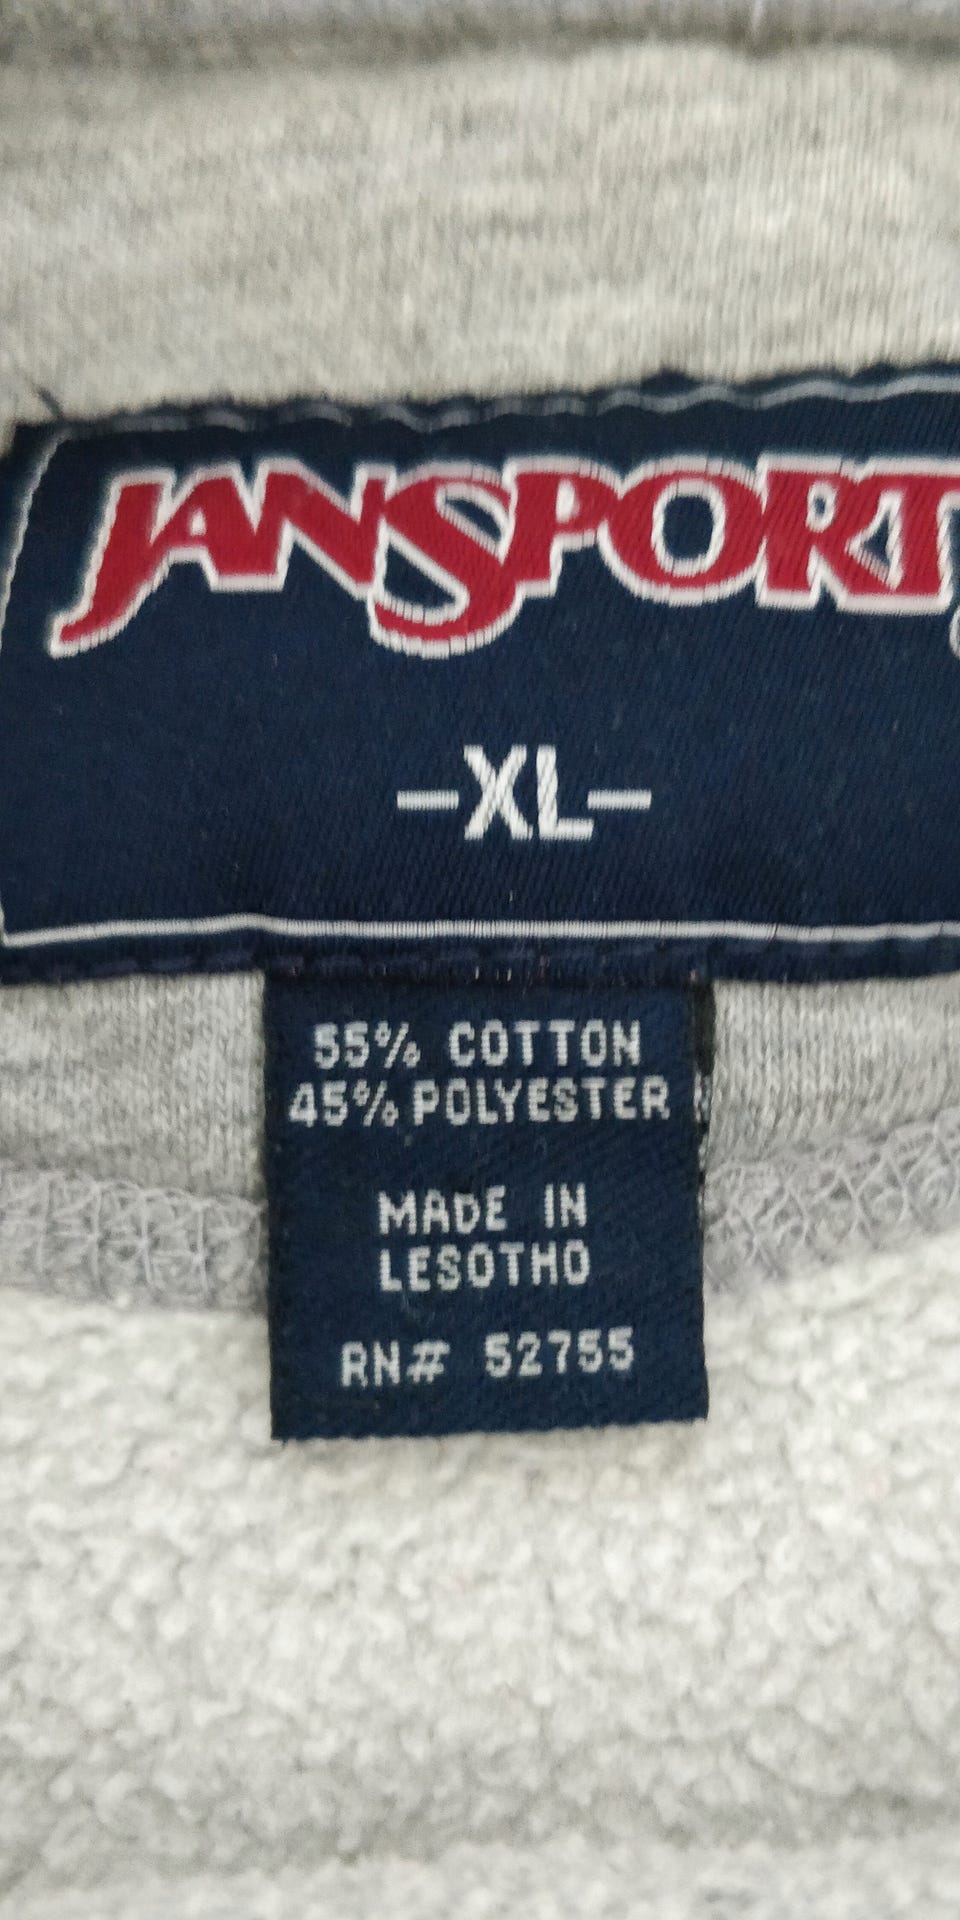 JANSPORT
-XL-
55% COTTON
45% POLYESTER
MADE IN
LESOTHO
RN# 52755